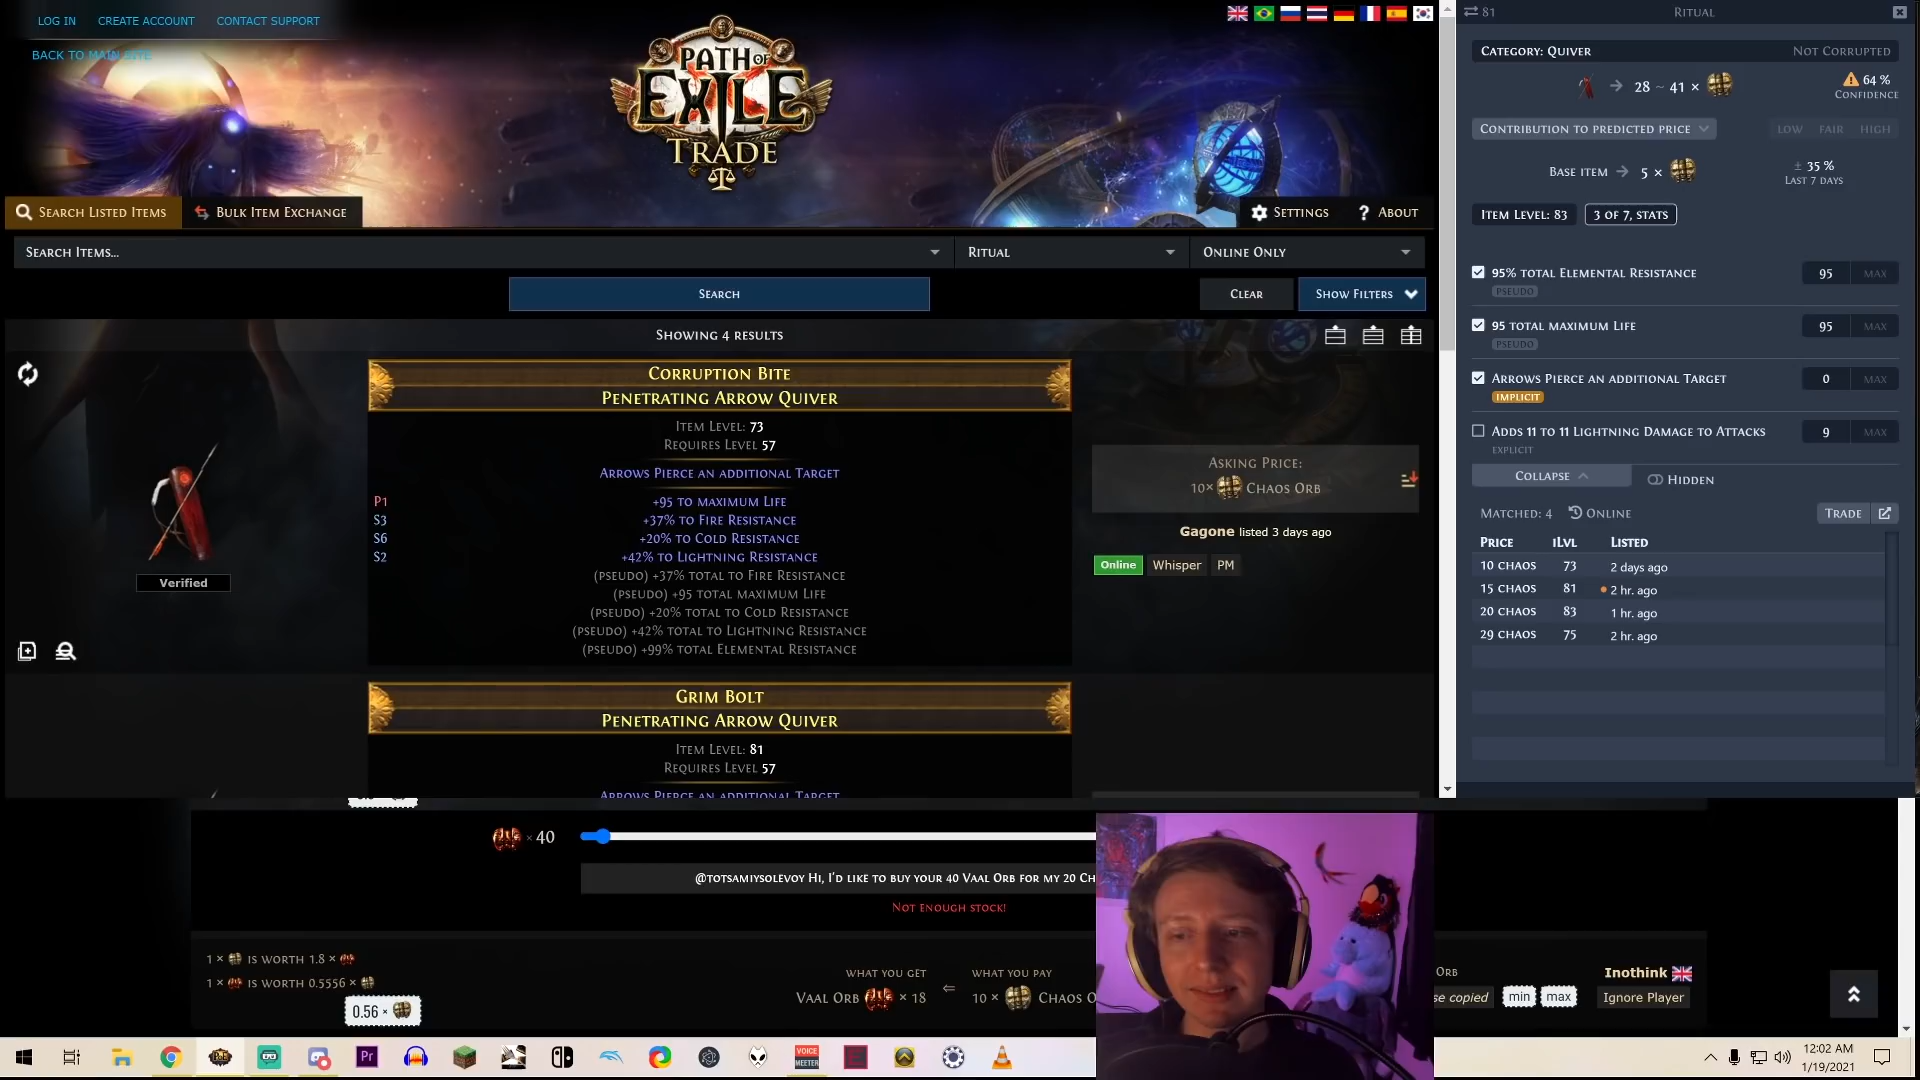 LOG IN CREATE ACCOUNT CONTACT SUPPORT
BACK TO MAIN SITE
PATH OF
EXILE
TRADE
SEARCH LISTED ITEMS
BULK ITEM EXCHANGE
SETTINGS
? ABOUT
SEARCH ITEMS...
RITUAL
ONLINE ONLY
SEARCH
CLEAR
SHOW FILTERS
SHOWING 4 RESULTS
CORRUPTION BITE
PENETRATING ARROW QUIVER
ITEM LEVEL: 73
REQUIRES LEVEL 57
ARROWS PIERCE AN ADDITIONAL TARGET
P1 +95 TO MAXIMUM LIFE
S3 +37% TO FIRE RESISTANCE
S6 +20% TO COLD RESISTANCE
S2 +42% TO LIGHTNING RESISTANCE
(PSEUDO) +37% TOTAL TO FIRE RESISTANCE
(PSEUDO) +95 TOTAL MAXIMUM LIFE
(PSEUDO) +20% TOTAL TO COLD RESISTANCE
(PSEUDO) +42% TOTAL TO LIGHTNING RESISTANCE
(PSEUDO) +99% TOTAL ELEMENTAL RESISTANCE
Verified
ASKING PRICE:
10× CHAOS ORB
Gagone listed 3 days ago
Online Whisper PM
GRIM BOLT
PENETRATING ARROW QUIVER
ITEM LEVEL: 81
REQUIRES LEVEL 57
ARROWS PIERCE AN ADDITIONAL TARGET
81 RITUAL
CATEGORY: QUIVER NOT CORRUPTED
28 ~ 41 ×
64 %
CONFIDENCE
CONTRIBUTION TO PREDICTED PRICE LOW FAIR HIGH
BASE ITEM → 5 ×
± 35 %
LAST 7 DAYS
ITEM LEVEL: 83 3 OF 7, STATS
95% TOTAL ELEMENTAL RESISTANCE 95 MAX
PSEUDO
95 TOTAL MAXIMUM LIFE 95 MAX
PSEUDO
ARROWS PIERCE AN ADDITIONAL TARGET 0 MAX
IMPLICIT
ADDS 11 TO 11 LIGHTNING DAMAGE TO ATTACKS 9 MAX
EXPLICIT
COLLAPSE HIDDEN
MATCHED: 4 ONLINE TRADE
PRICE ILVL LISTED
10 CHAOS 73 2 days ago
15 CHAOS 81 2 hr. ago
20 CHAOS 83 1 hr. ago
29 CHAOS 75 2 hr. ago
× 40
@TOTSAMIYSOLEVOY HI, I'D LIKE TO BUY YOUR 40 VAAL ORB FOR MY 20 CH
NOT ENOUGH STOCK!
1 × IS WORTH 1.8 ×
1 × IS WORTH 0.5556 ×
0.56 ×
WHAT YOU GET ⇐ WHAT YOU PAY
VAAL ORB × 18 10 × CHAOS O
ORB
se copied min max
Inothink
Ignore Player
Pr
VOICE
MEETER
12:02 AM
1/19/2021